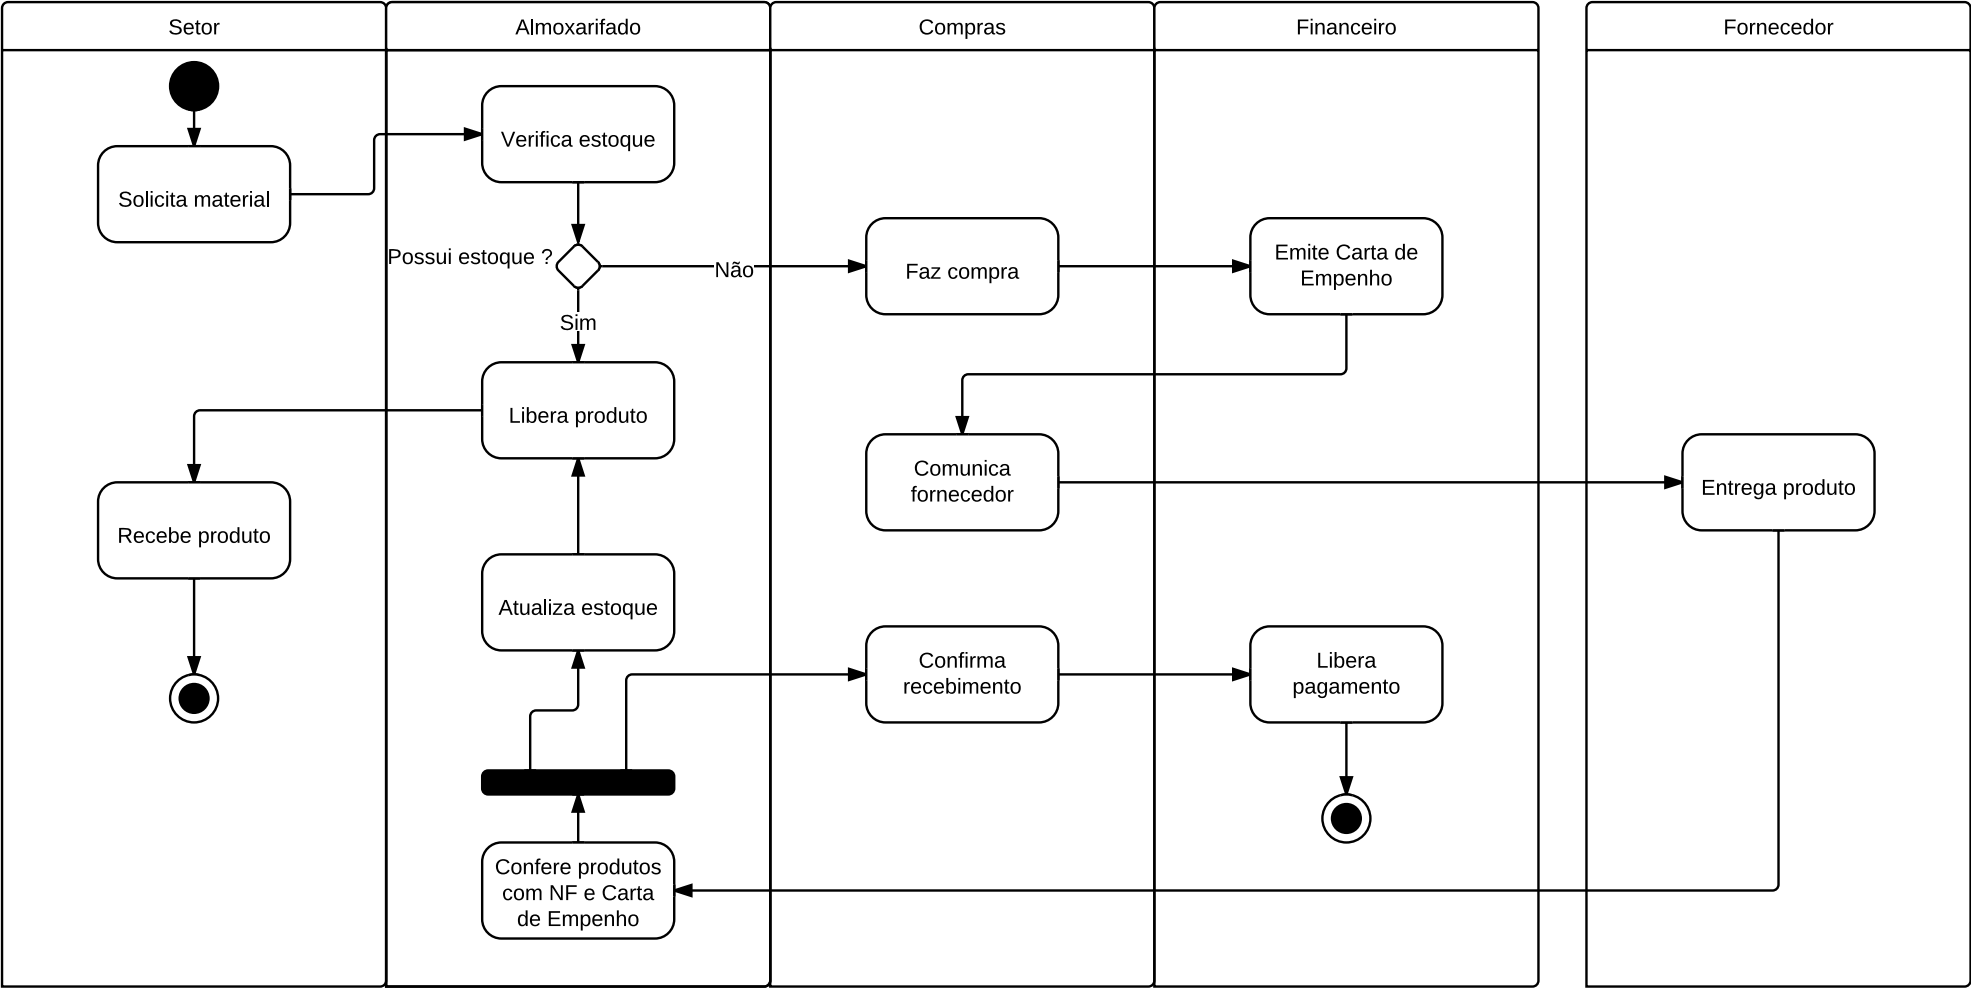 Setor
Almoxarifado
Compras
Financeiro
Fornecedor
Solicita material
Verifica estoque
Possui estoque ?
Não
Sim
Faz compra
Emite Carta de
Empenho
Libera produto
Comunica
fornecedor
Entrega produto
Recebe produto
Atualiza estoque
Confirma
recebimento
Libera
pagamento
Confere produtos
com NF e Carta
de Empenho